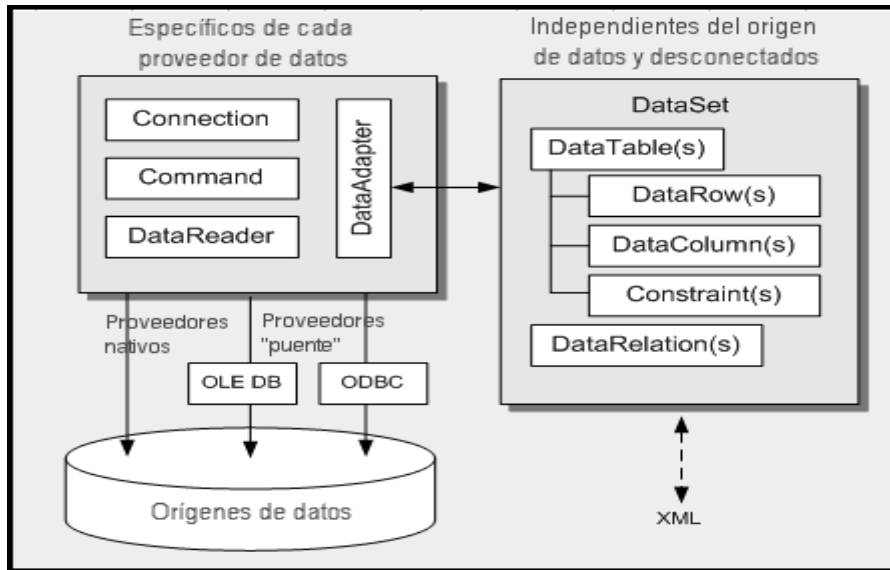 Específicos de cada
proveedor de datos
Connection
Command
DataReader
DataAdapter
Proveedores
nativos
Proveedores
"puente"
OLE DB
ODBC
Orígenes de datos
Independientes del origen
de datos y desconectados
DataSet
DataTable(s)
DataRow(s)
DataColumn(s)
Constraint(s)
DataRelation(s)
XML